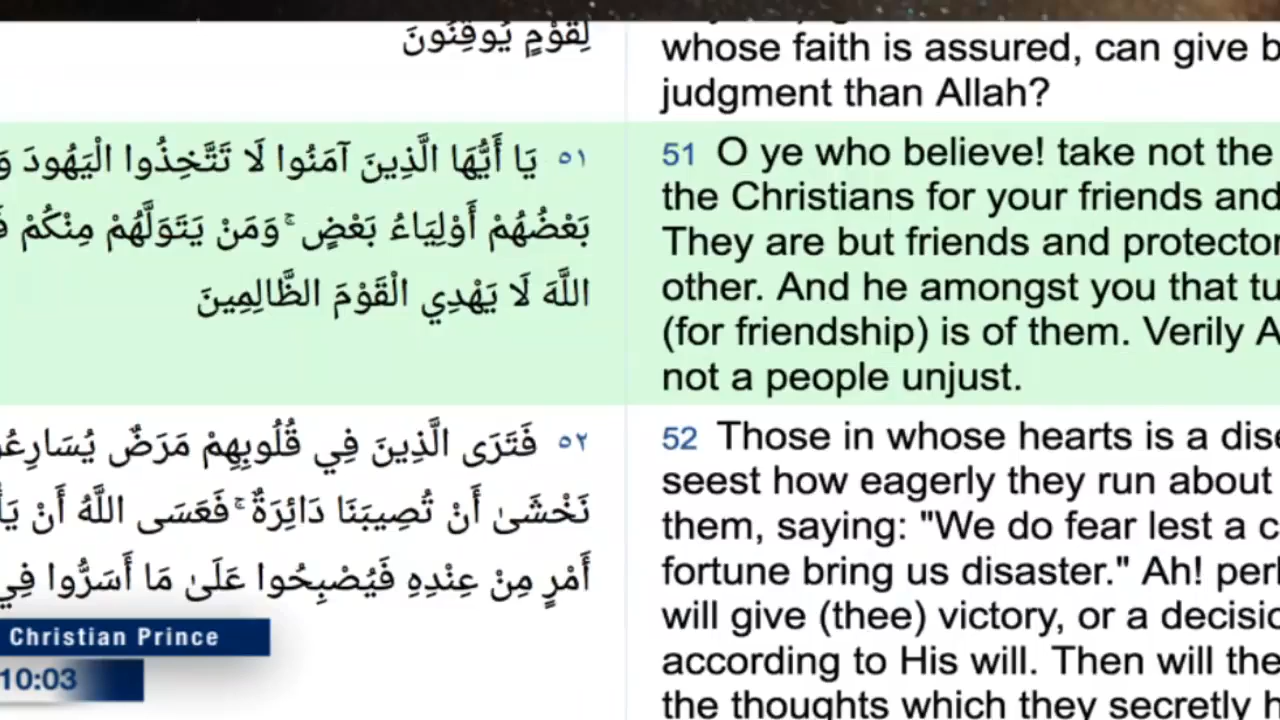 لِقَوْمٍ يُوقِنُونَ
٥١ يَا أَيُّهَا الَّذِينَ آمَنُوا لَا تَتَّخِذُوا الْيَهُودَ
بَعْضُهُمْ أَوْلِيَاءُ بَعْضٍ ۚ وَمَنْ يَتَوَلَّهُمْ مِنْكُمْ
اللَّهَ لَا يَهْدِي الْقَوْمَ الظَّالِمِينَ
٥٢ فَتَرَى الَّذِينَ فِي قُلُوبِهِمْ مَرَضٌ
نَخْشَىٰ أَنْ تُصِيبَنَا دَائِرَةٌ ۚ فَعَسَى اللَّهُ أَنْ
أَمْرٍ مِنْ عِنْدِهِ فَيُصْبِحُوا عَلَىٰ مَا أَسَرُّوا فِي
whose faith is assured, can give
judgment than Allah?
51 O ye who believe! take not the
the Christians for your friends and
They are but friends and
other. And he amongst you that
(for friendship) is of them. Verily
not a people unjust.
52 Those in whose hearts is a
seest how eagerly they run about
them, saying: "We do fear lest a
fortune bring us disaster." Ah!
will give (thee) victory, or a
according to His will. Then will
the thoughts which they secretly
Christian Prince
10:03